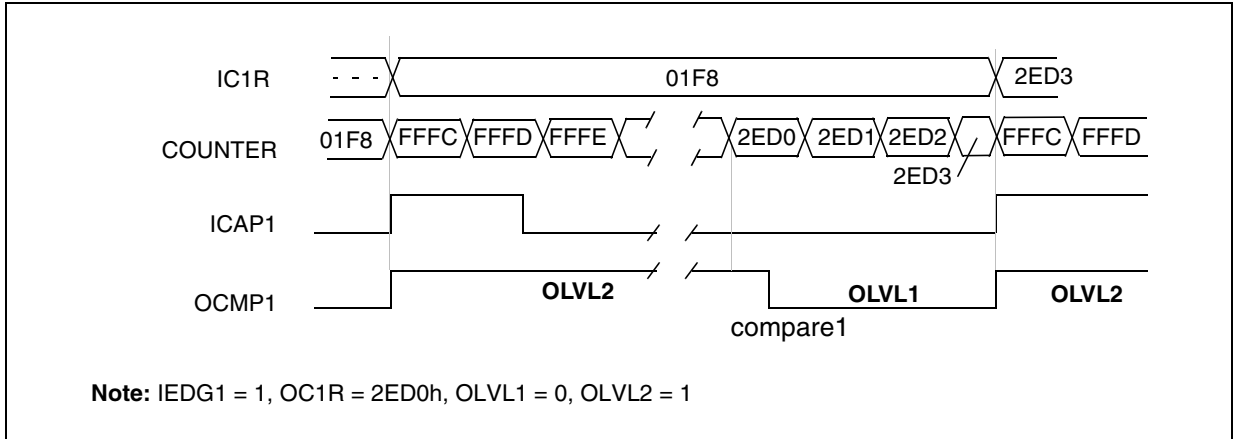 IC1R - - - 01F8 2ED3
COUNTER 01F8 FFFC FFFD FFFE 2ED0 2ED1 2ED2 FFFC FFFD
2ED3
ICAP1
OCMP1 OLVL2 OLVL1 OLVL2
compare1
Note: IEDG1 = 1, OC1R = 2ED0h, OLVL1 = 0, OLVL2 = 1